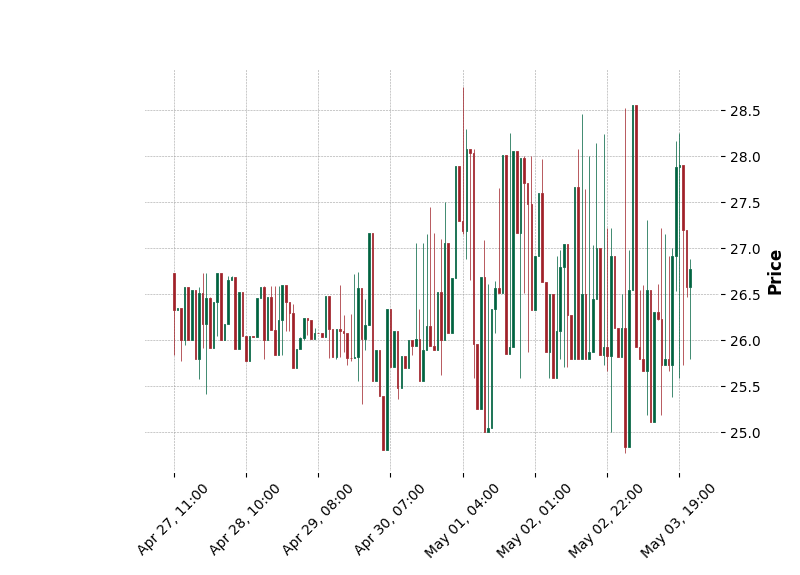 28.5
28.0
27.5
27.0
26.5
26.0
25.5
25.0
Price
Apr 27, 11:00
Apr 28, 10:00
Apr 29, 08:00
Apr 30, 07:00
May 01, 04:00
May 02, 01:00
May 02, 22:00
May 03, 19:00